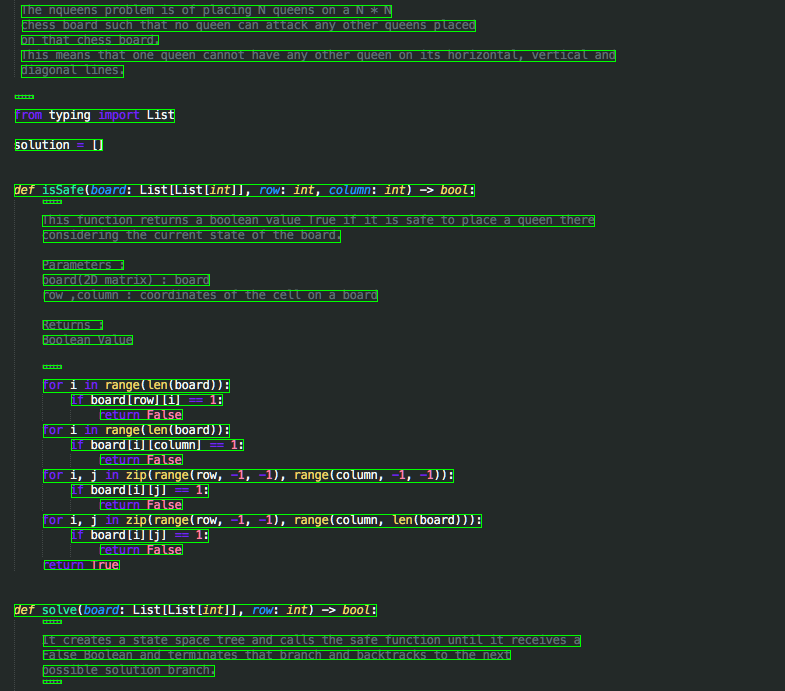 The nqueens problem is of placing N queens on a N * N
chess board such that no queen can attack any other queens placed
on that chess board.
This means that one queen cannot have any other queen on its horizontal, vertical and
diagonal lines.
"""
from typing import List
solution = []
def isSafe(board: List[List[int]], row: int, column: int) -> bool:
"""
This function returns a boolean value True if it is safe to place a queen there
considering the current state of the board.
Parameters :
board(2D matrix) : board
row ,column : coordinates of the cell on a board
Returns :
Boolean Value
"""
for i in range(len(board)):
if board[row][i] == 1:
return False
for i in range(len(board)):
if board[i][column] == 1:
return False
for i, j in zip(range(row, -1, -1), range(column, -1, -1)):
if board[i][j] == 1:
return False
for i, j in zip(range(row, -1, -1), range(column, len(board))):
if board[i][j] == 1:
return False
return True
def solve(board: List[List[int]], row: int) -> bool:
"""
It creates a state space tree and calls the safe function until it receives a
False Boolean and terminates that branch and backtracks to the next
possible solution branch.
"""